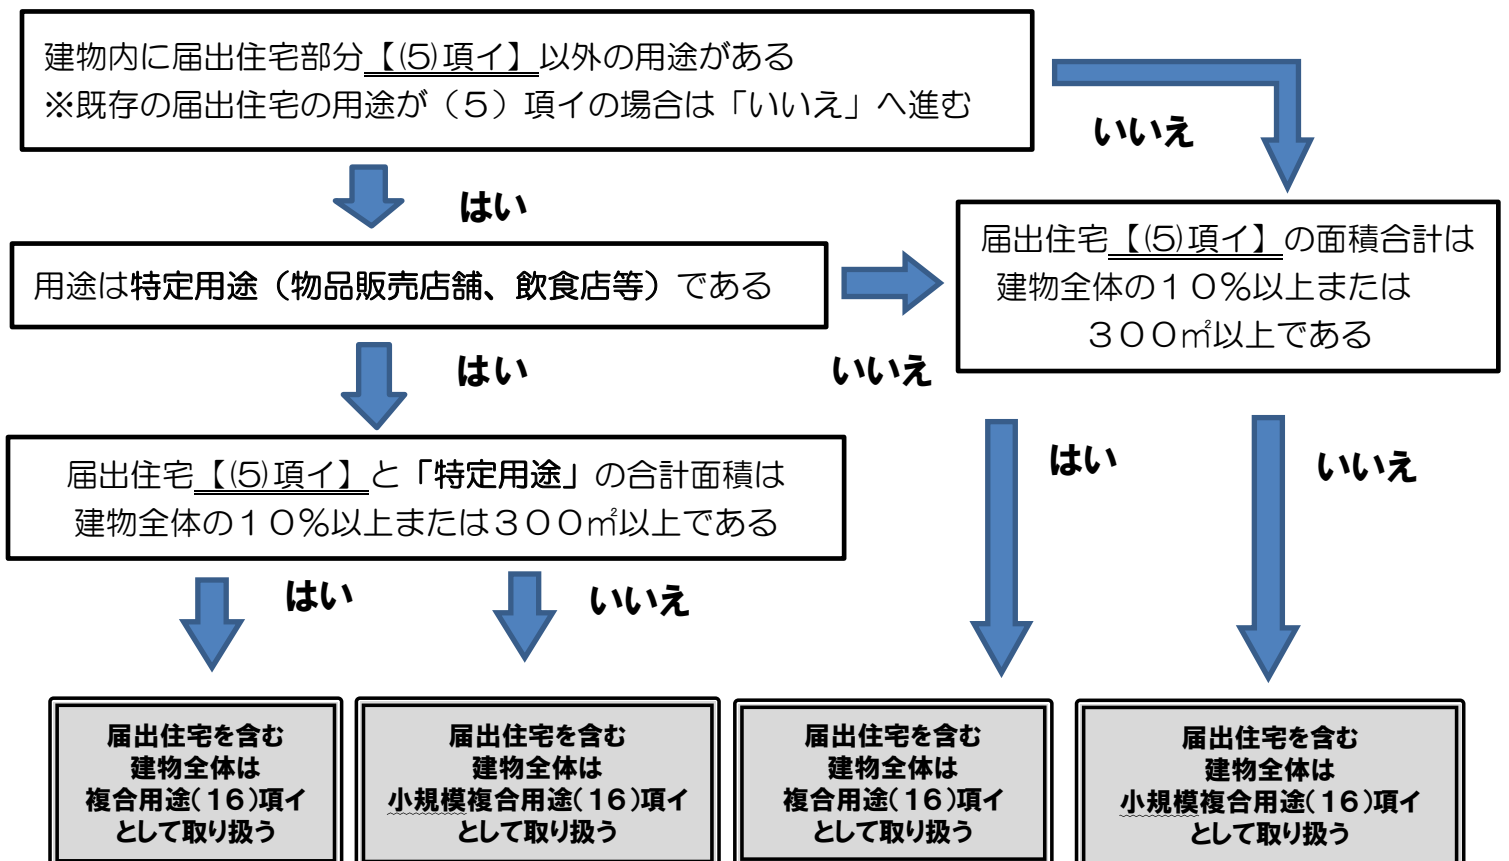 建物内に届出住宅部分【(5)項イ】以外の用途がある
※既存の届出住宅の用途が（５）項イの場合は「いいえ」へ進む
いいえ
はい
用途は特定用途（物品販売店舗、飲食店等）である
届出住宅【(5)項イ】の面積合計は
建物全体の１０％以上または
３００㎡以上である
はい
いいえ
届出住宅【(5)項イ】と「特定用途」の合計面積は
建物全体の１０％以上または３００㎡以上である
はい
いいえ
はい
いいえ
届出住宅を含む
建物全体は
複合用途（１６）項イ
として取り扱う
届出住宅を含む
建物全体は
小規模複合用途（１６）項イ
として取り扱う
届出住宅を含む
建物全体は
複合用途（１６）項イ
として取り扱う
届出住宅を含む
建物全体は
小規模複合用途（１６）項イ
として取り扱う